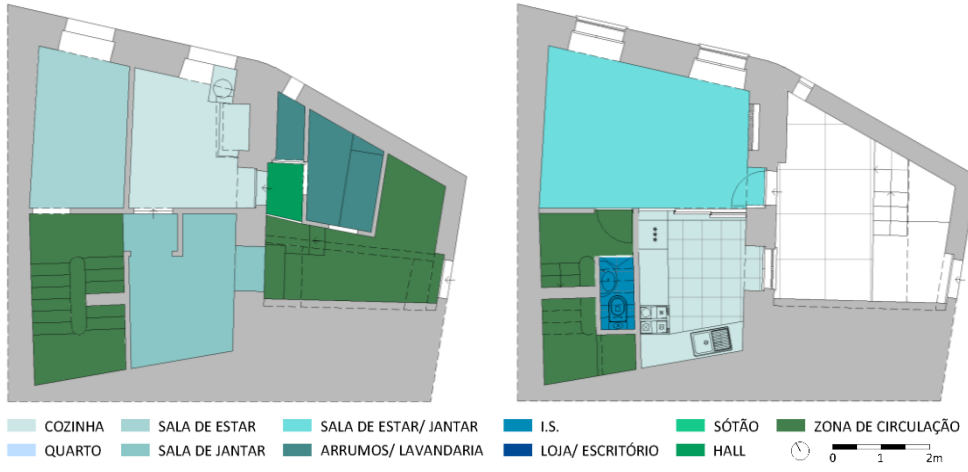 COZINHA SALA DE ESTAR SALA DE ESTAR/ JANTAR I.S. SÓTÃO ZONA DE CIRCULAÇÃO
QUARTO SALA DE JANTAR ARRUMOS/ LAVANDARIA LOJA/ ESCRITÓRIO HALL 0 1 2m